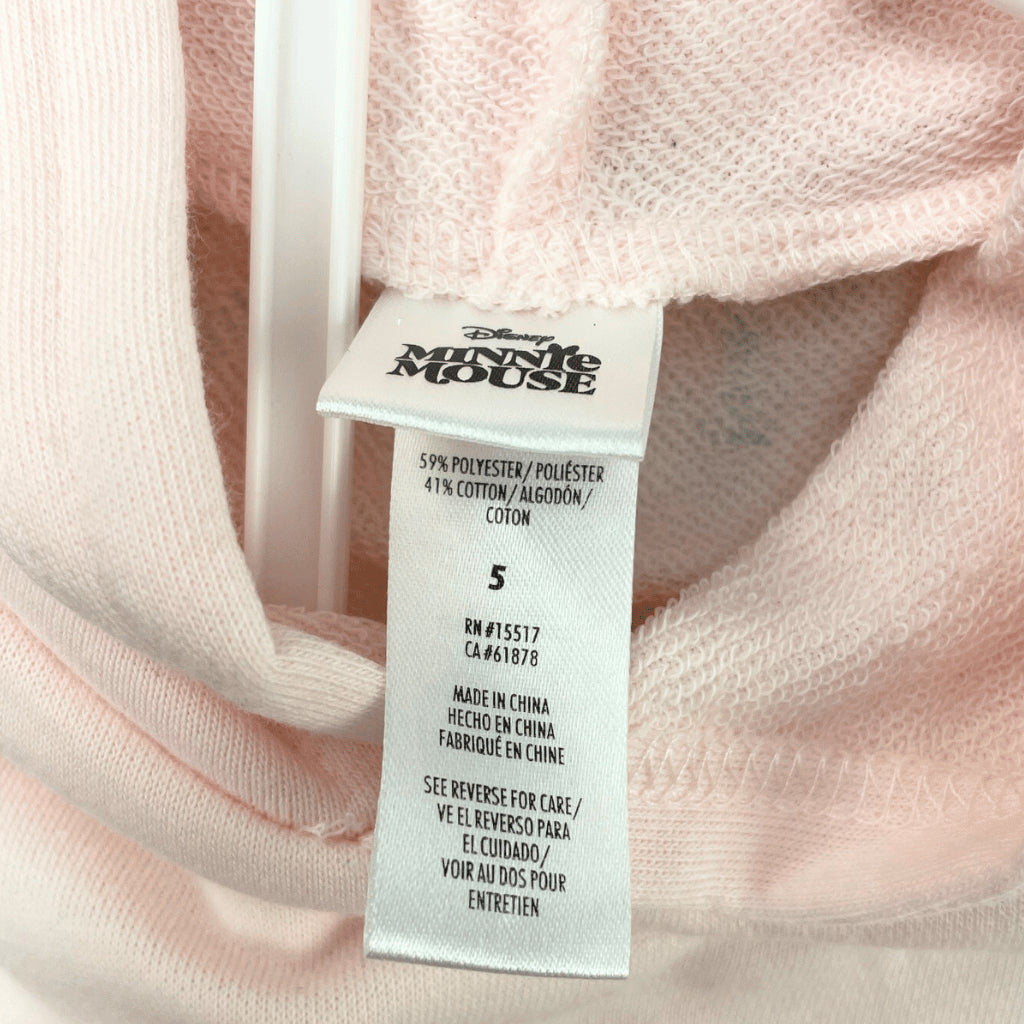 Disney
MINNIE
MOUSE
59% POLYESTER/ POLIÉSTER
41% COTTON/ ALGODÓN/
COTON
5
RN #15517
CA #61878
MADE IN CHINA
HECHO EN CHINA
FABRIQUÉ EN CHINE
SEE REVERSE FOR CARE/
VE EL REVERSO PARA
EL CUIDADO/
VOIR AU DOS POUR
ENTRETIEN